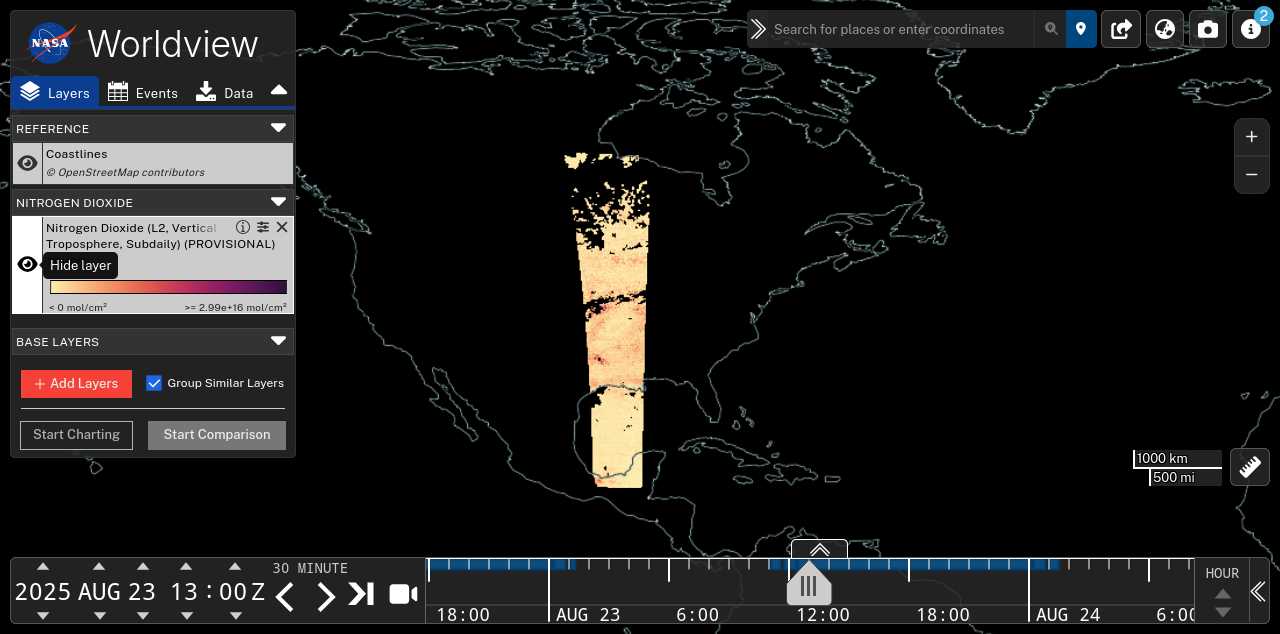 NASA
Worldview
Layers
Events
Data
REFERENCE
Coastlines
© OpenStreetMap contributors
NITROGEN DIOXIDE
Nitrogen Dioxide (L2, Vertical
Troposphere, Subdaily) (PROVISIONAL)
Hide layer
< 0 mol/cm²
>= 2.99e+16 mol/cm²
BASE LAYERS
+ Add Layers
Group Similar Layers
Start Charting
Start Comparison
Search for places or enter coordinates
2
+
−
1000 km
500 mi
2025 AUG 23 13 : 00 Z
30 MINUTE
18:00
AUG 23
6:00
12:00
18:00
AUG 24
6:00
HOUR